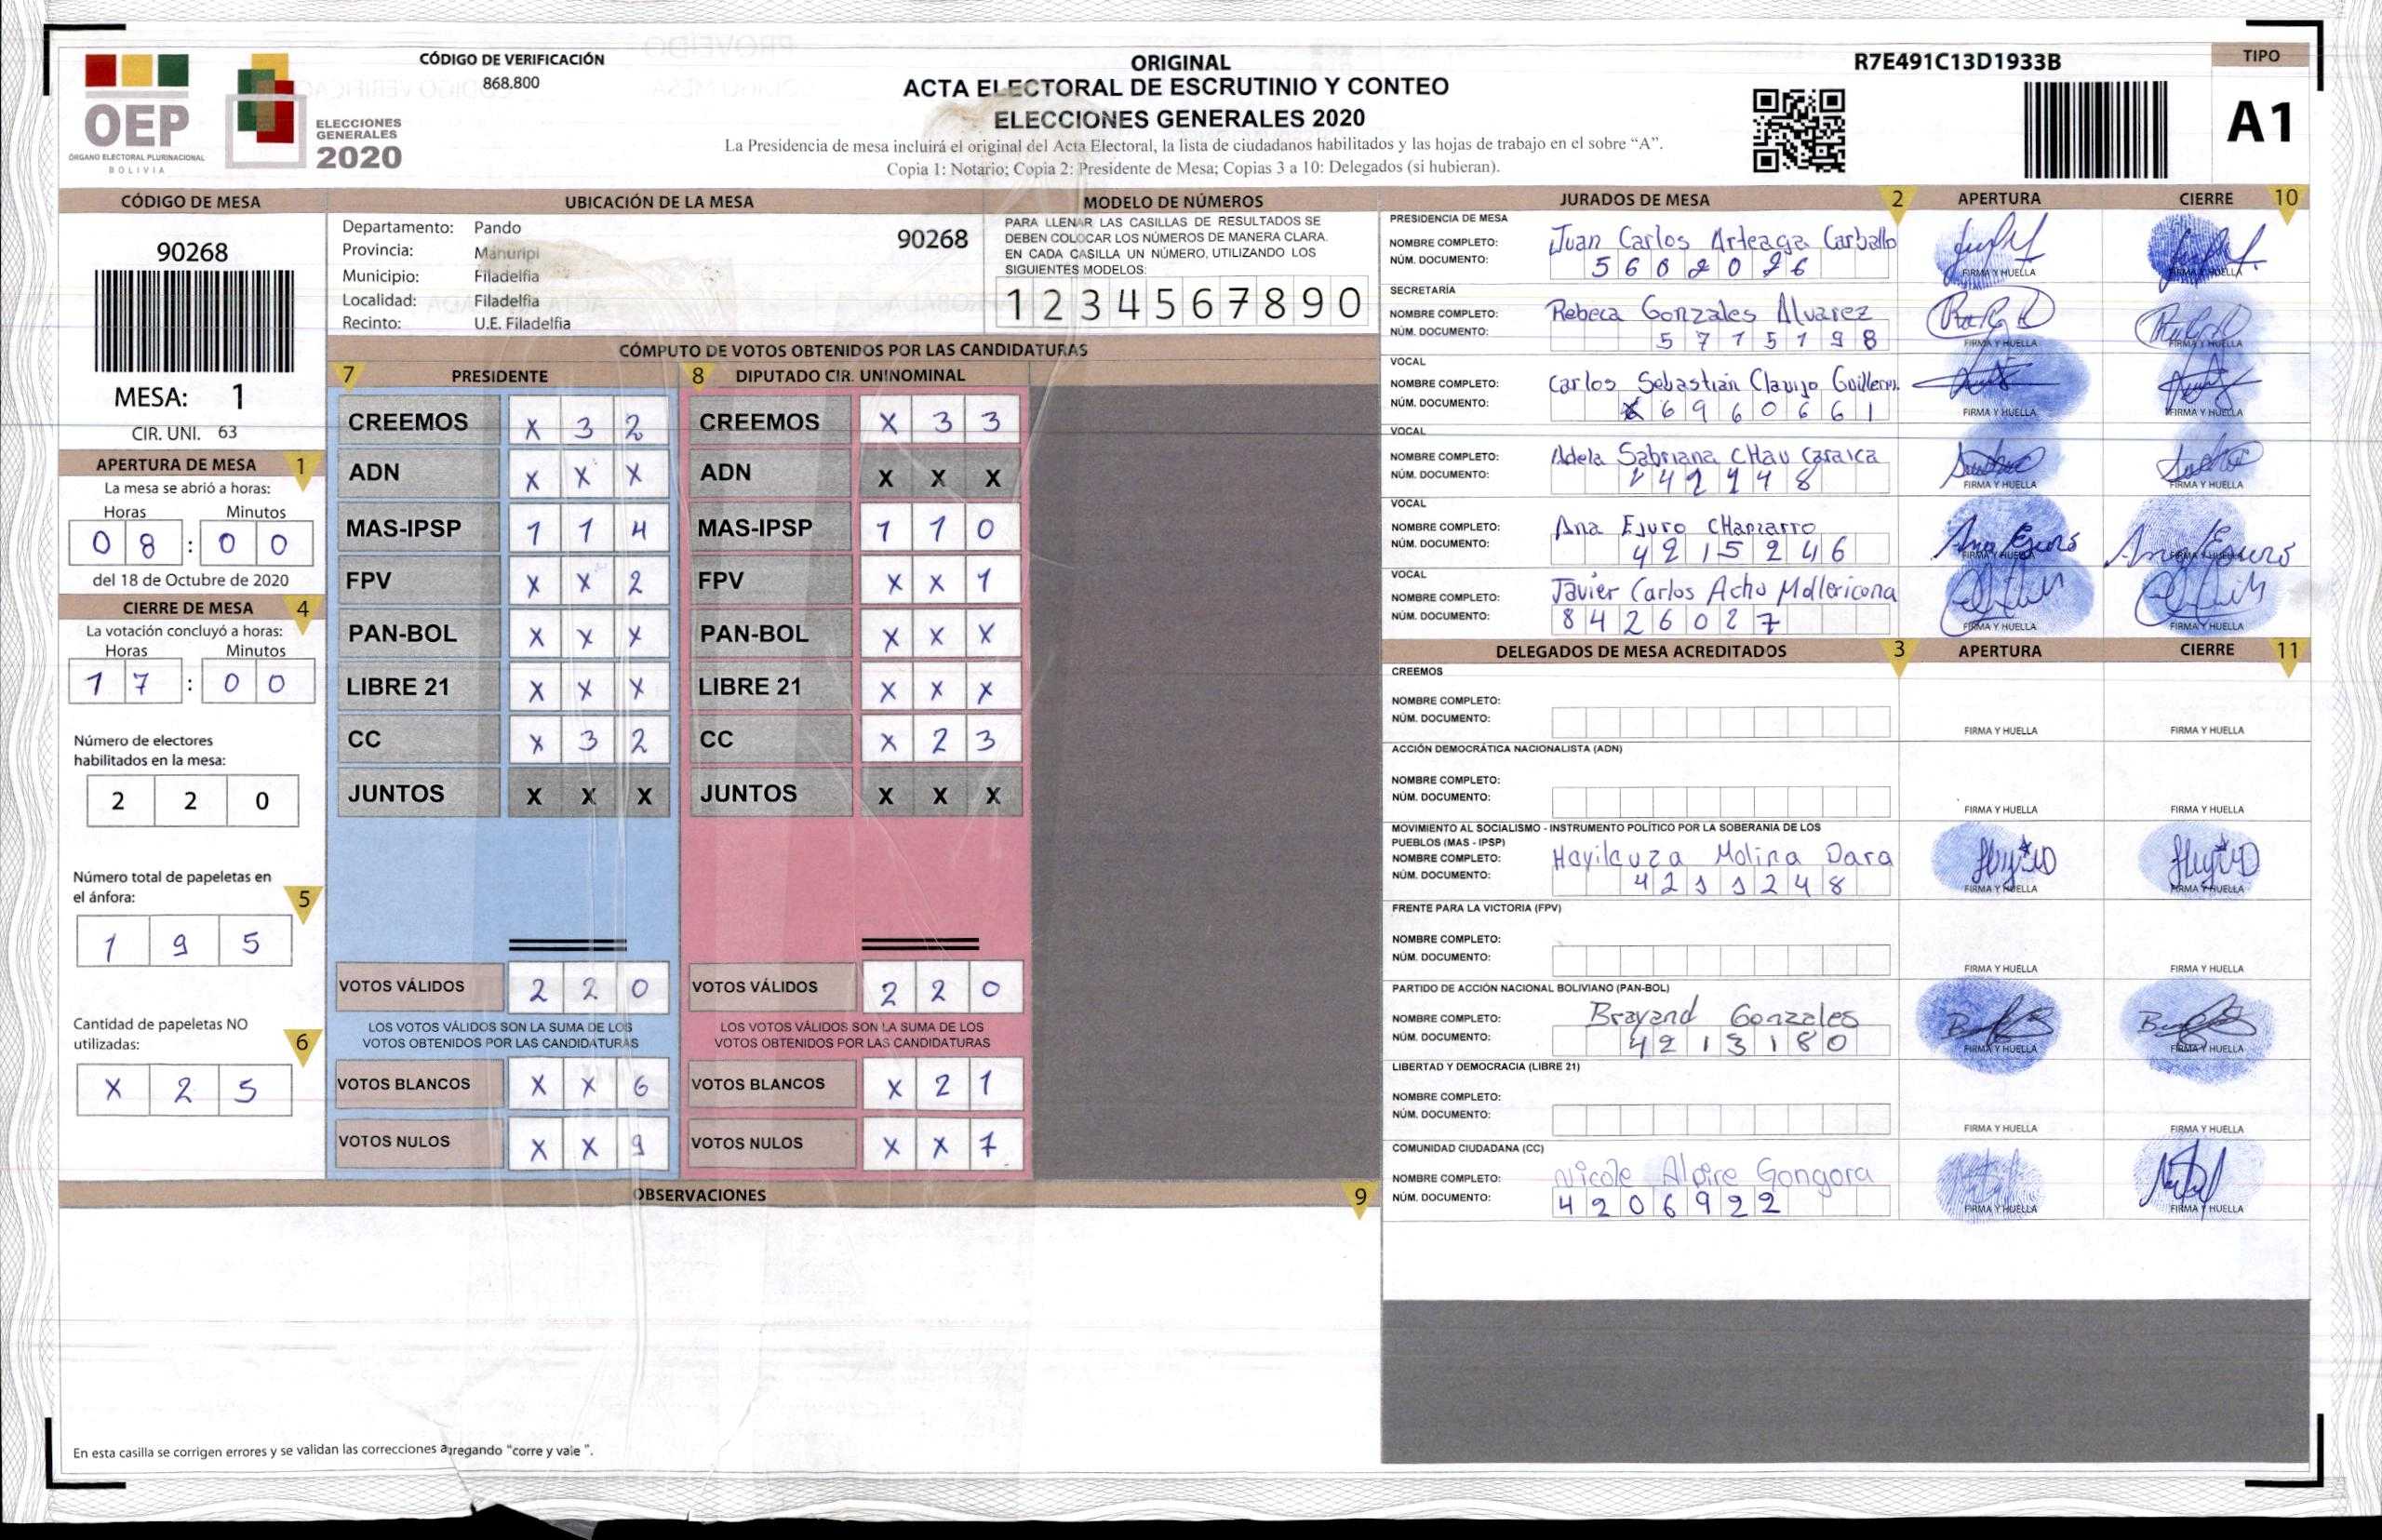 CÓDIGO DE VERIFICACIÓN
868.800
ORIGINAL
ACTA ELECTORAL DE ESCRUTINIO Y CONTEO
ELECCIONES GENERALES 2020
La Presidencia de mesa incluirá el original del Acta Electoral, la lista de ciudadanos habilitados y las hojas de trabajo en el sobre “A”.
Copia 1: Notario; Copia 2: Presidente de Mesa; Copias 3 a 10: Delegados (si hubieran).
R7E491C13D1933B
TIPO
A1
OEP
ÓRGANO ELECTORAL PLURINACIONAL
BOLIVIA
ELECCIONES
GENERALES
2020
CÓDIGO DE MESA
90268
MESA: 1
CIR. UNI. 63
APERTURA DE MESA 1
La mesa se abrió a horas:
Horas Minutos
0 8 : 0 0
del 18 de Octubre de 2020
CIERRE DE MESA 4
La votación concluyó a horas:
Horas Minutos
1 7 : 0 0
Número de electores
habilitados en la mesa:
2 2 0
Número total de papeletas en
el ánfora: 5
1 9 5
Cantidad de papeletas NO
utilizadas: 6
X 2 5
UBICACIÓN DE LA MESA
Departamento: Pando
Provincia: Manuripi
Municipio: Filadelfia
Localidad: Filadelfia
Recinto: U.E. Filadelfia
90268
MODELO DE NÚMEROS
PARA LLENAR LAS CASILLAS DE RESULTADOS SE
DEBEN COLOCAR LOS NÚMEROS DE MANERA CLARA.
EN CADA CASILLA UN NÚMERO, UTILIZANDO LOS
SIGUIENTES MODELOS:
1 2 3 4 5 6 7 8 9 0
CÓMPUTO DE VOTOS OBTENIDOS POR LAS CANDIDATURAS
7 PRESIDENTE 8 DIPUTADO CIR. UNINOMINAL
CREEMOS X 3 2 CREEMOS X 3 3
ADN X X X ADN X X X
MAS-IPSP 1 1 4 MAS-IPSP 1 1 0
FPV X X 2 FPV X X 1
PAN-BOL X X X PAN-BOL X X X
LIBRE 21 X X X LIBRE 21 X X X
CC X 3 2 CC X 2 3
JUNTOS X X X JUNTOS X X X
VOTOS VÁLIDOS 2 2 0 VOTOS VÁLIDOS 2 2 0
LOS VOTOS VÁLIDOS SON LA SUMA DE LOS LOS VOTOS VÁLIDOS SON LA SUMA DE LOS
VOTOS OBTENIDOS POR LAS CANDIDATURAS VOTOS OBTENIDOS POR LAS CANDIDATURAS
VOTOS BLANCOS X X 6 VOTOS BLANCOS X 2 1
VOTOS NULOS X X 9 VOTOS NULOS X X 7
OBSERVACIONES 9
En esta casilla se corrigen errores y se validan las correcciones agregando "corre y vale ".
JURADOS DE MESA 2 APERTURA CIERRE 10
PRESIDENCIA DE MESA
NOMBRE COMPLETO: Juan Carlos Arteaga Carballo
NÚM. DOCUMENTO: 5 6 0 2 0 2 6
FIRMA Y HUELLA FIRMA Y HUELLA
SECRETARÍA
NOMBRE COMPLETO: Rebeca Gonzales Alvarez
NÚM. DOCUMENTO: 5 7 1 5 1 9 8
FIRMA Y HUELLA FIRMA Y HUELLA
VOCAL
NOMBRE COMPLETO: Carlos Sebastián Clavijo Guillerm.
NÚM. DOCUMENTO: 6 9 6 0 6 6 1
FIRMA Y HUELLA FIRMA Y HUELLA
VOCAL
NOMBRE COMPLETO: Adela Sabriana CHau
NÚM. DOCUMENTO:
FIRMA Y HUELLA FIRMA Y HUELLA
VOCAL
NOMBRE COMPLETO: Ana Ejuro
NÚM. DOCUMENTO: 4 2 1 5 2 4 6
FIRMA Y HUELLA FIRMA Y HUELLA
VOCAL
NOMBRE COMPLETO: Javier Carlos Acho Mollericona
NÚM. DOCUMENTO: 8 4 2 6 0 2 7
FIRMA Y HUELLA FIRMA Y HUELLA
DELEGADOS DE MESA ACREDITADOS 3 APERTURA CIERRE 11
CREEMOS
NOMBRE COMPLETO:
NÚM. DOCUMENTO:
FIRMA Y HUELLA FIRMA Y HUELLA
ACCIÓN DEMOCRÁTICA NACIONALISTA (ADN)
NOMBRE COMPLETO:
NÚM. DOCUMENTO:
FIRMA Y HUELLA FIRMA Y HUELLA
MOVIMIENTO AL SOCIALISMO - INSTRUMENTO POLÍTICO POR LA SOBERANIA DE LOS
PUEBLOS (MAS - IPSP)
NOMBRE COMPLETO: Molina Dara
NÚM. DOCUMENTO: 4 2 1 1 2 4 8
FIRMA Y HUELLA FIRMA Y HUELLA
FRENTE PARA LA VICTORIA (FPV)
NOMBRE COMPLETO:
NÚM. DOCUMENTO:
FIRMA Y HUELLA FIRMA Y HUELLA
PARTIDO DE ACCIÓN NACIONAL BOLIVIANO (PAN-BOL)
NOMBRE COMPLETO: Brayand Gonzales
NÚM. DOCUMENTO: 4 2 1 3 1 8 0
FIRMA Y HUELLA FIRMA Y HUELLA
LIBERTAD Y DEMOCRACIA (LIBRE 21)
NOMBRE COMPLETO:
NÚM. DOCUMENTO:
FIRMA Y HUELLA FIRMA Y HUELLA
COMUNIDAD CIUDADANA (CC)
NOMBRE COMPLETO: Nicole Alpire Gongora
NÚM. DOCUMENTO: 4 2 0 6 9 2 2
FIRMA Y HUELLA FIRMA Y HUELLA